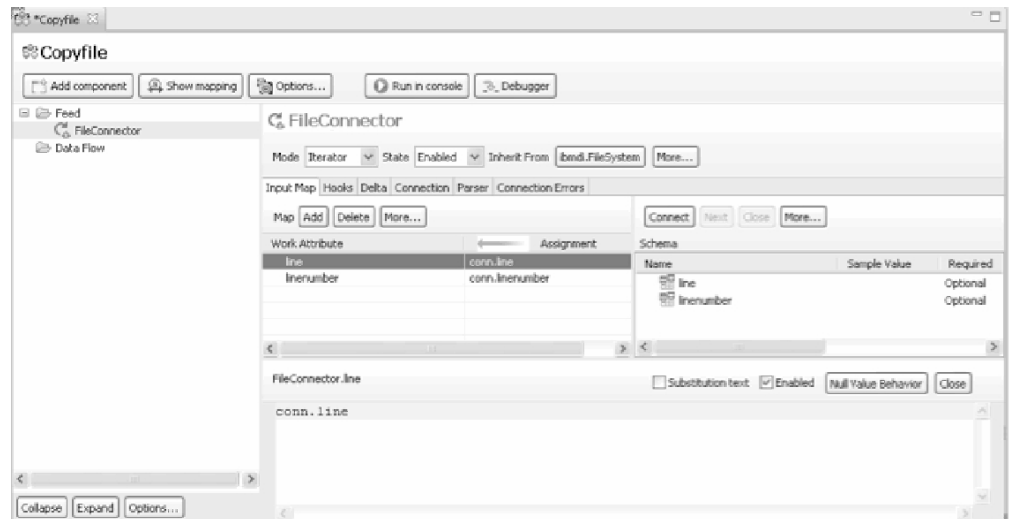 *Copyfile
Copyfile
Add component Show mapping Options... Run in console Debugger
Feed
FileConnector
Data Flow
FileConnector
Mode Iterator State Enabled Inherit From ibmdi.FileSystem More...
Input Map Hooks Delta Connection Parser Connection Errors
Map Add Delete More...
Connect Next Close More...
Work Attribute Assignment
line conn.line
linenumber conn.linenumber
Schema
Name Sample Value Required
line Optional
linenumber Optional
FileConnector.line Substitution text Enabled Null Value Behavior Close
conn.line
Collapse Expand Options...